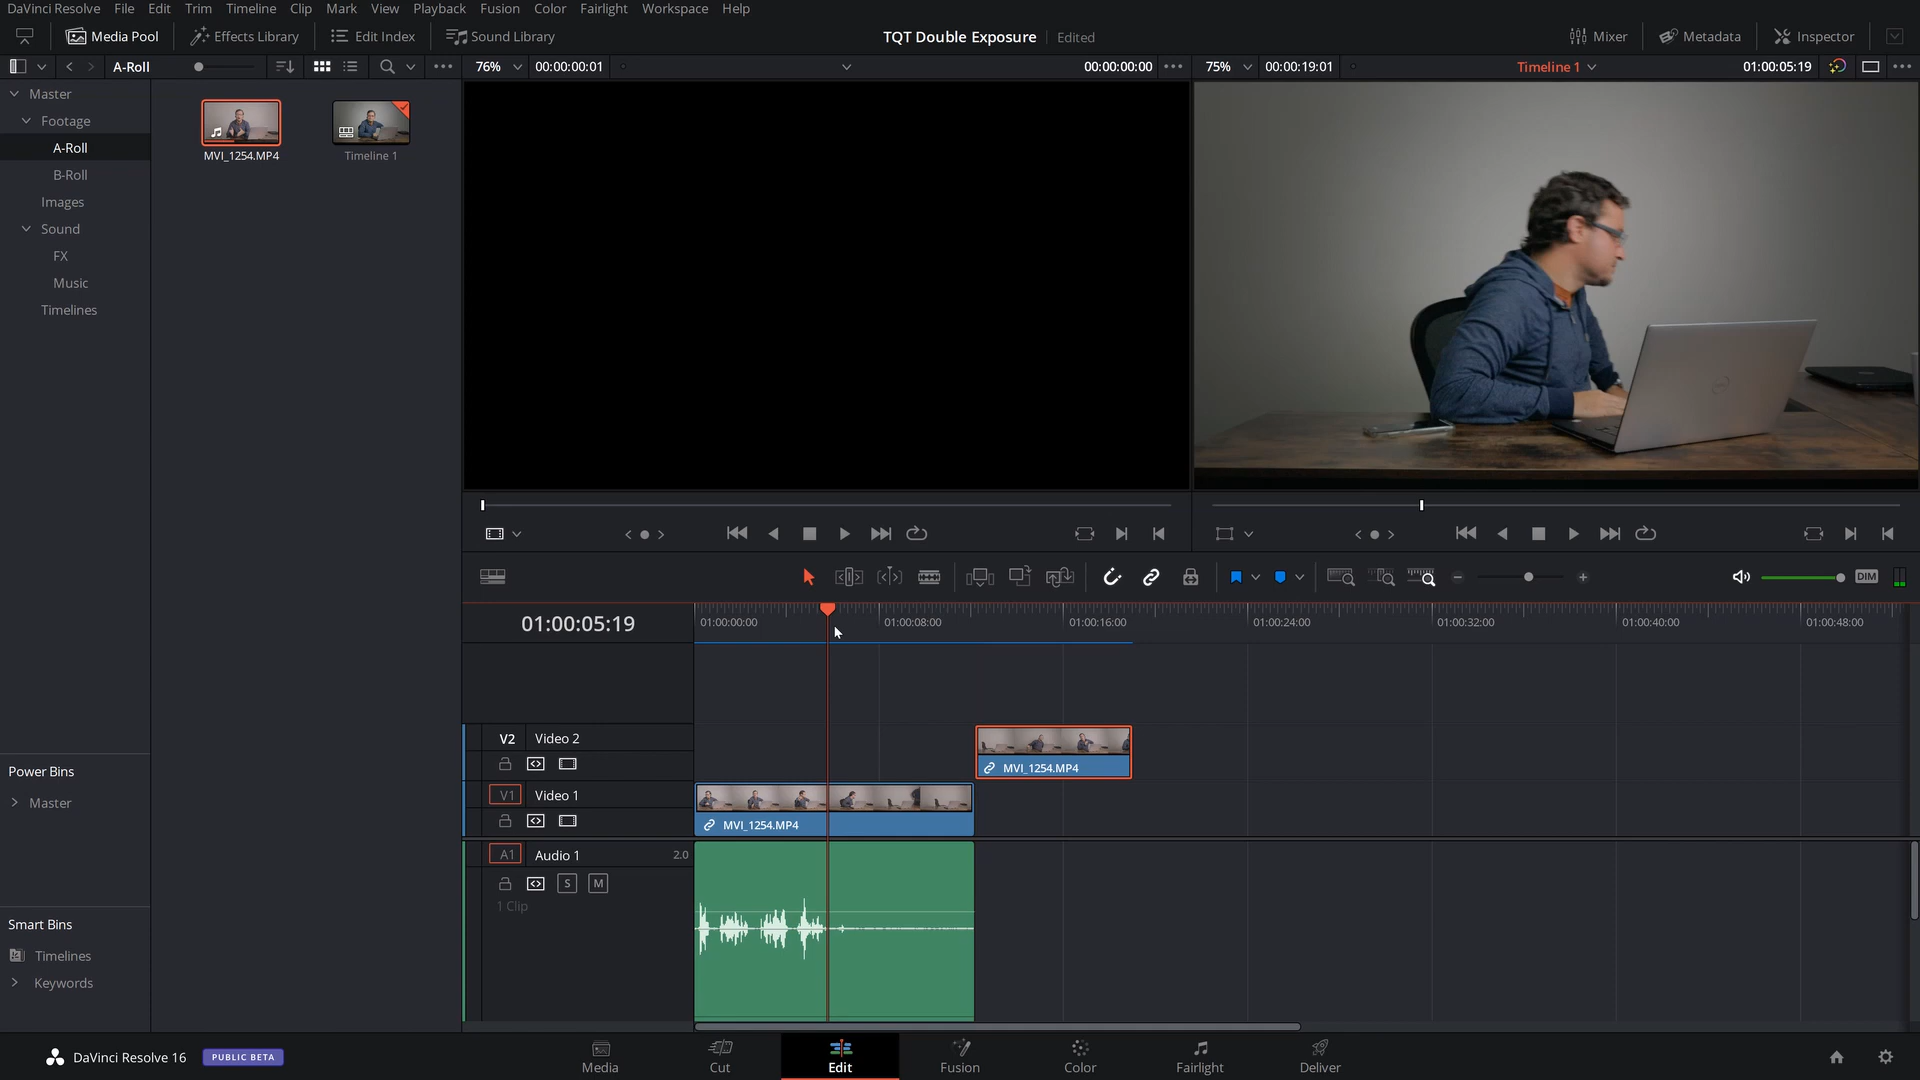 DaVinci Resolve File Edit Trim Timeline Clip Mark View Playback Fusion Color Fairlight Workspace Help
Media Pool Effects Library Edit Index Sound Library TQT Double Exposure Edited Mixer Metadata Inspector
A-Roll 76% 00:00:00:01 00:00:00:00 75% 00:00:19:01 Timeline 1 01:00:05:19
Master
Footage
A-Roll
B-Roll
Images
Sound
FX
Music
Timelines
MVI_1254.MP4 Timeline 1
DIM
01:00:05:19 01:00:00:00 01:00:08:00 01:00:16:00 01:00:24:00 01:00:32:00 01:00:40:00 01:00:48:00
V2 Video 2
MVI_1254.MP4
V1 Video 1
MVI_1254.MP4
A1 Audio 1 2.0
S M
1 Clip
Power Bins
Master
Smart Bins
Timelines
Keywords
DaVinci Resolve 16 PUBLIC BETA
Media Cut Edit Fusion Color Fairlight Deliver